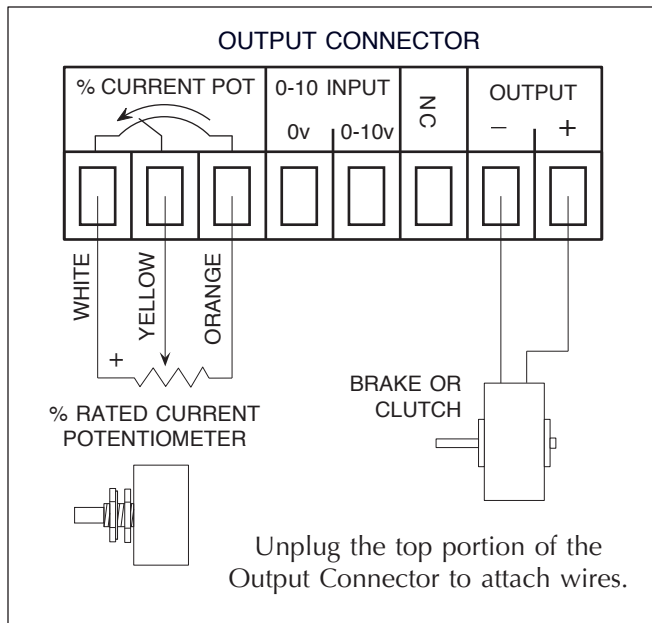 OUTPUT CONNECTOR
% CURRENT POT
0-10 INPUT
0v
0-10v
NC
OUTPUT
–
+
WHITE
YELLOW
ORANGE
+
% RATED CURRENT
POTENTIOMETER
BRAKE OR
CLUTCH
Unplug the top portion of the
Output Connector to attach wires.